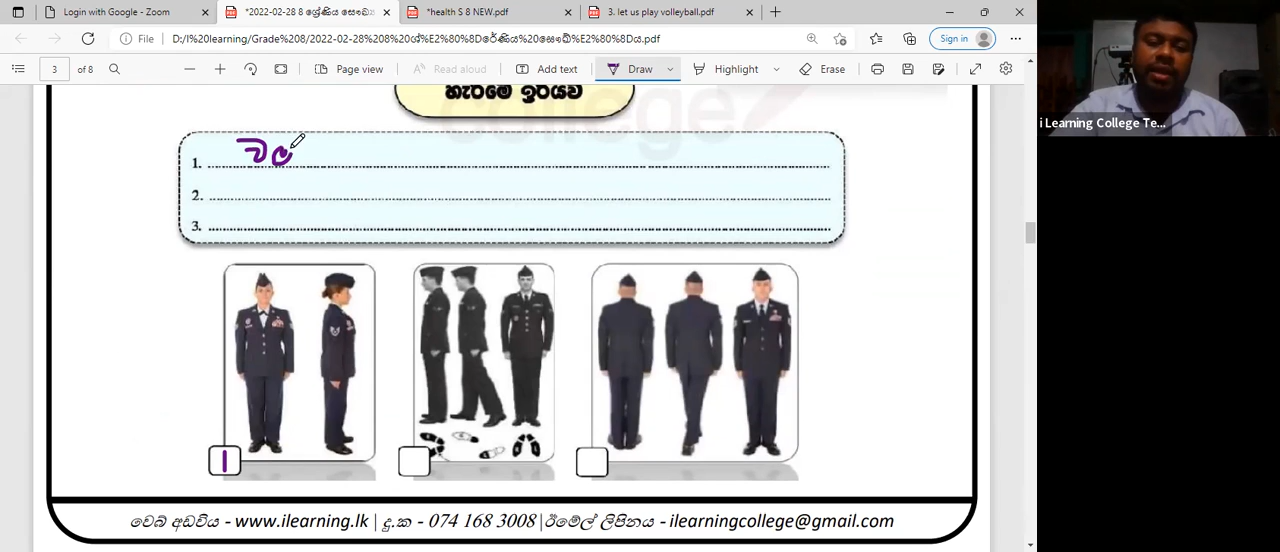 Login with Google - Zoom
*2022-02-28 8 ශ්‍රේණිය සෞඛ්‍ය
*health S 8 NEW.pdf
3. let us play volleyball.pdf
File
D:/I%20learning/Grade%208/2022-02-28%208%20ශ්%E2%80%8Dරේණිය%20සෞඛ්%E2%80%8Dය.pdf
Sign in
3 of 8
Page view
Read aloud
Add text
Draw
Highlight
Erase
college
හැරීමේ ඉරියව්
1.
2.
3.
1
වෙබ් අඩවිය - www.ilearning.lk | දු.ක - 074 168 3008 | ඊමේල් ලිපිනය - ilearningcollege@gmail.com
i Learning College Te...